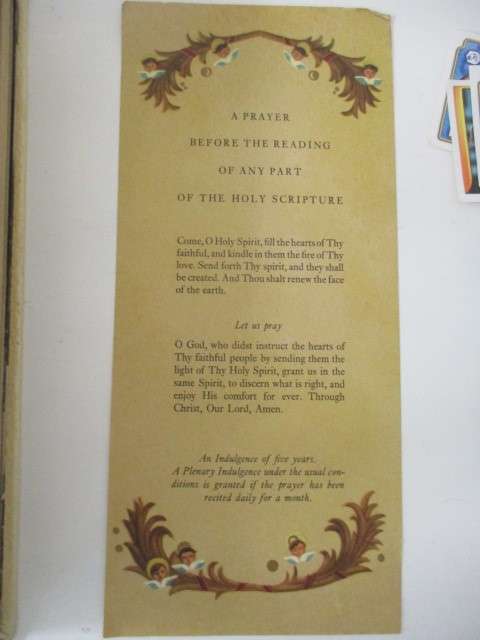 A PRAYER
BEFORE THE READING
OF ANY PART
OF THE HOLY SCRIPTURE
Come, O Holy Spirit, fill the hearts of Thy
faithful, and kindle in them the fire of Thy
love. Send forth Thy spirit, and they shall
be created. And Thou shalt renew the face
of the earth.
Let us pray
O God, who didst instruct the hearts of
Thy faithful people by sending them the
light of Thy Holy Spirit, grant us in the
same Spirit, to discern what is right, and
enjoy His comfort for ever. Through
Christ, Our Lord, Amen.
An Indulgence of five years.
A Plenary Indulgence under the usual con-
ditions is granted if the prayer has been
recited daily for a month.